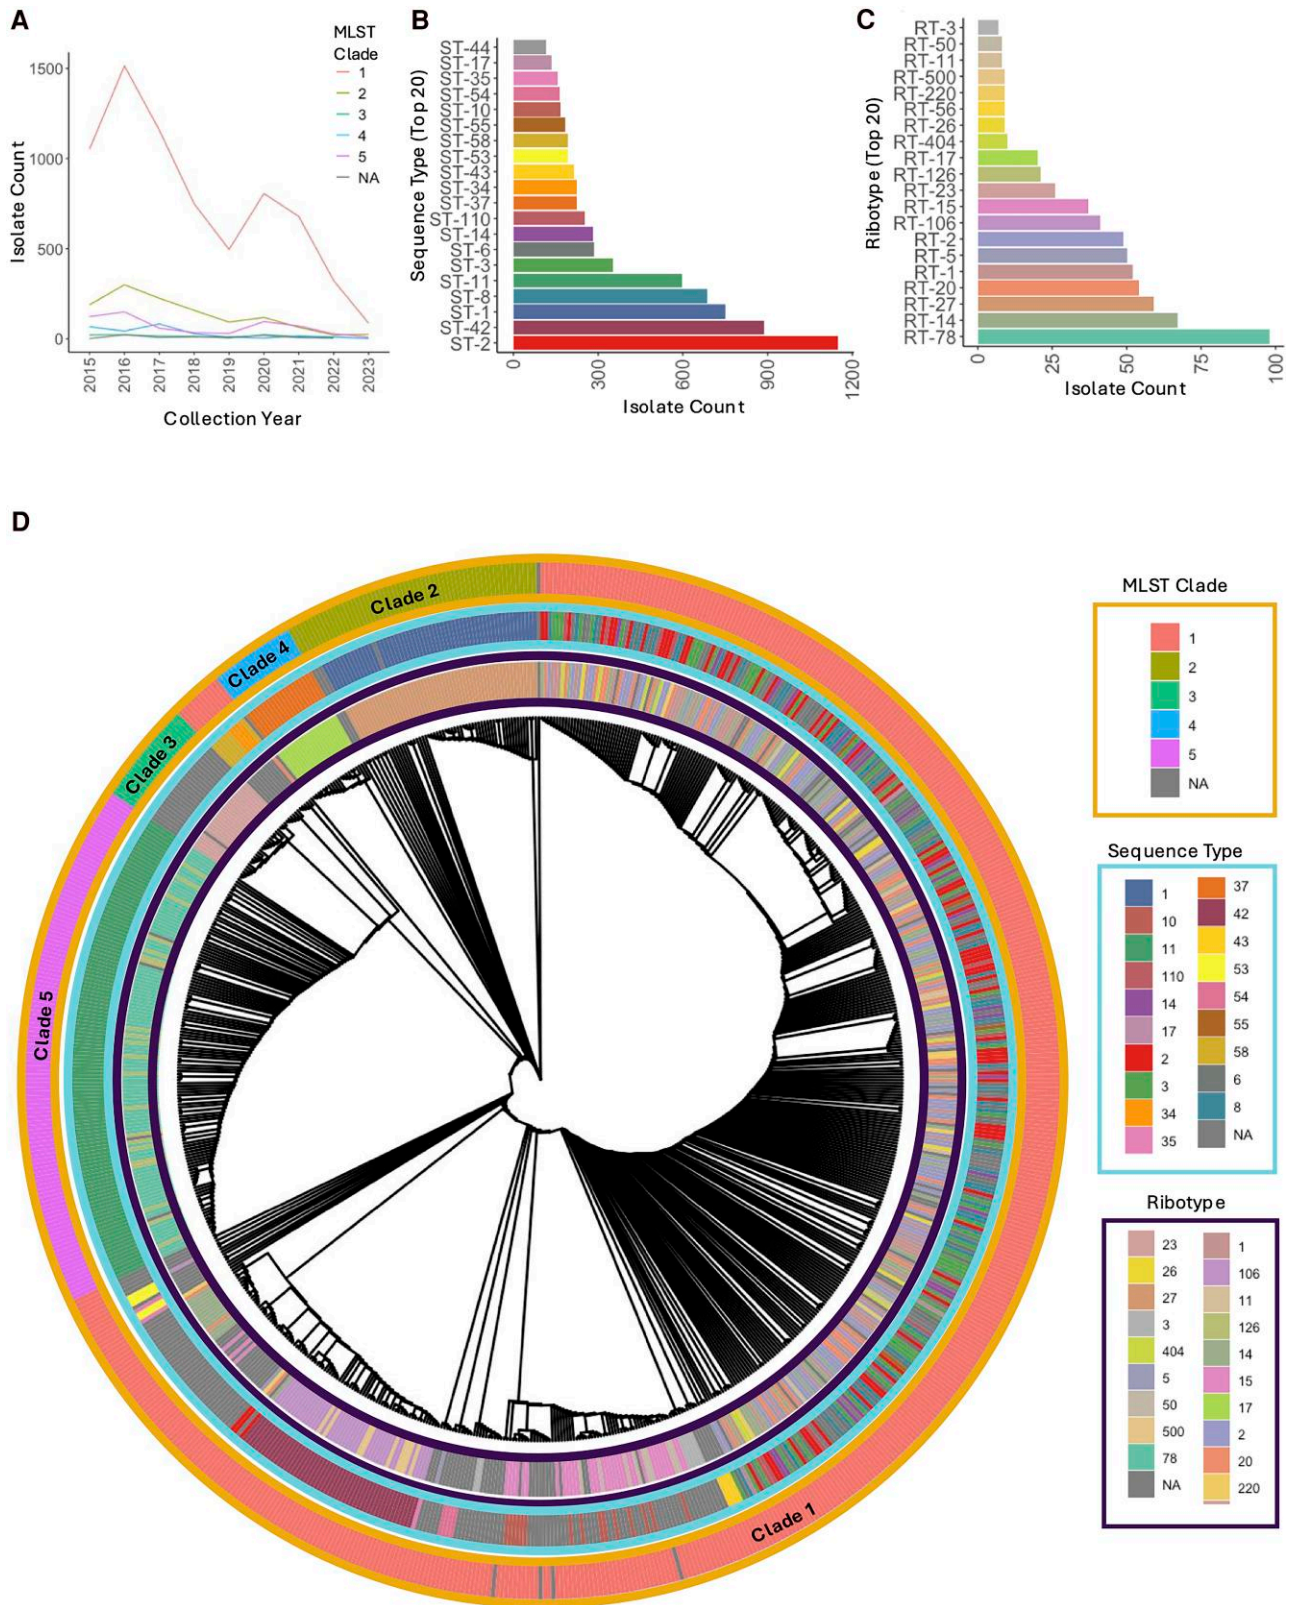 A
MLST
Clade
1
2
3
4
5
NA
1500
1000
500
0
Isolate Count
2015
2016
2017
2018
2019
2020
2021
2022
2023
Collection Year
B
Sequence Type (Top 20)
ST-44
ST-17
ST-35
ST-54
ST-10
ST-55
ST-58
ST-53
ST-43
ST-34
ST-37
ST-110
ST-14
ST-6
ST-3
ST-11
ST-8
ST-1
ST-42
ST-2
0
300
600
900
1200
Isolate Count
C
Ribotype (Top 20)
RT-3
RT-50
RT-11
RT-500
RT-220
RT-56
RT-26
RT-404
RT-17
RT-126
RT-23
RT-15
RT-106
RT-2
RT-5
RT-1
RT-20
RT-27
RT-14
RT-78
0
25
50
75
100
Isolate Count
D
Clade 2
Clade 4
Clade 3
Clade 5
Clade 1
MLST Clade
1
2
3
4
5
NA
Sequence Type
1
10
11
110
14
17
2
3
34
35
37
42
43
53
54
55
58
6
8
NA
Ribotype
23
26
27
3
404
5
50
500
78
NA
1
106
11
126
14
15
17
2
20
220